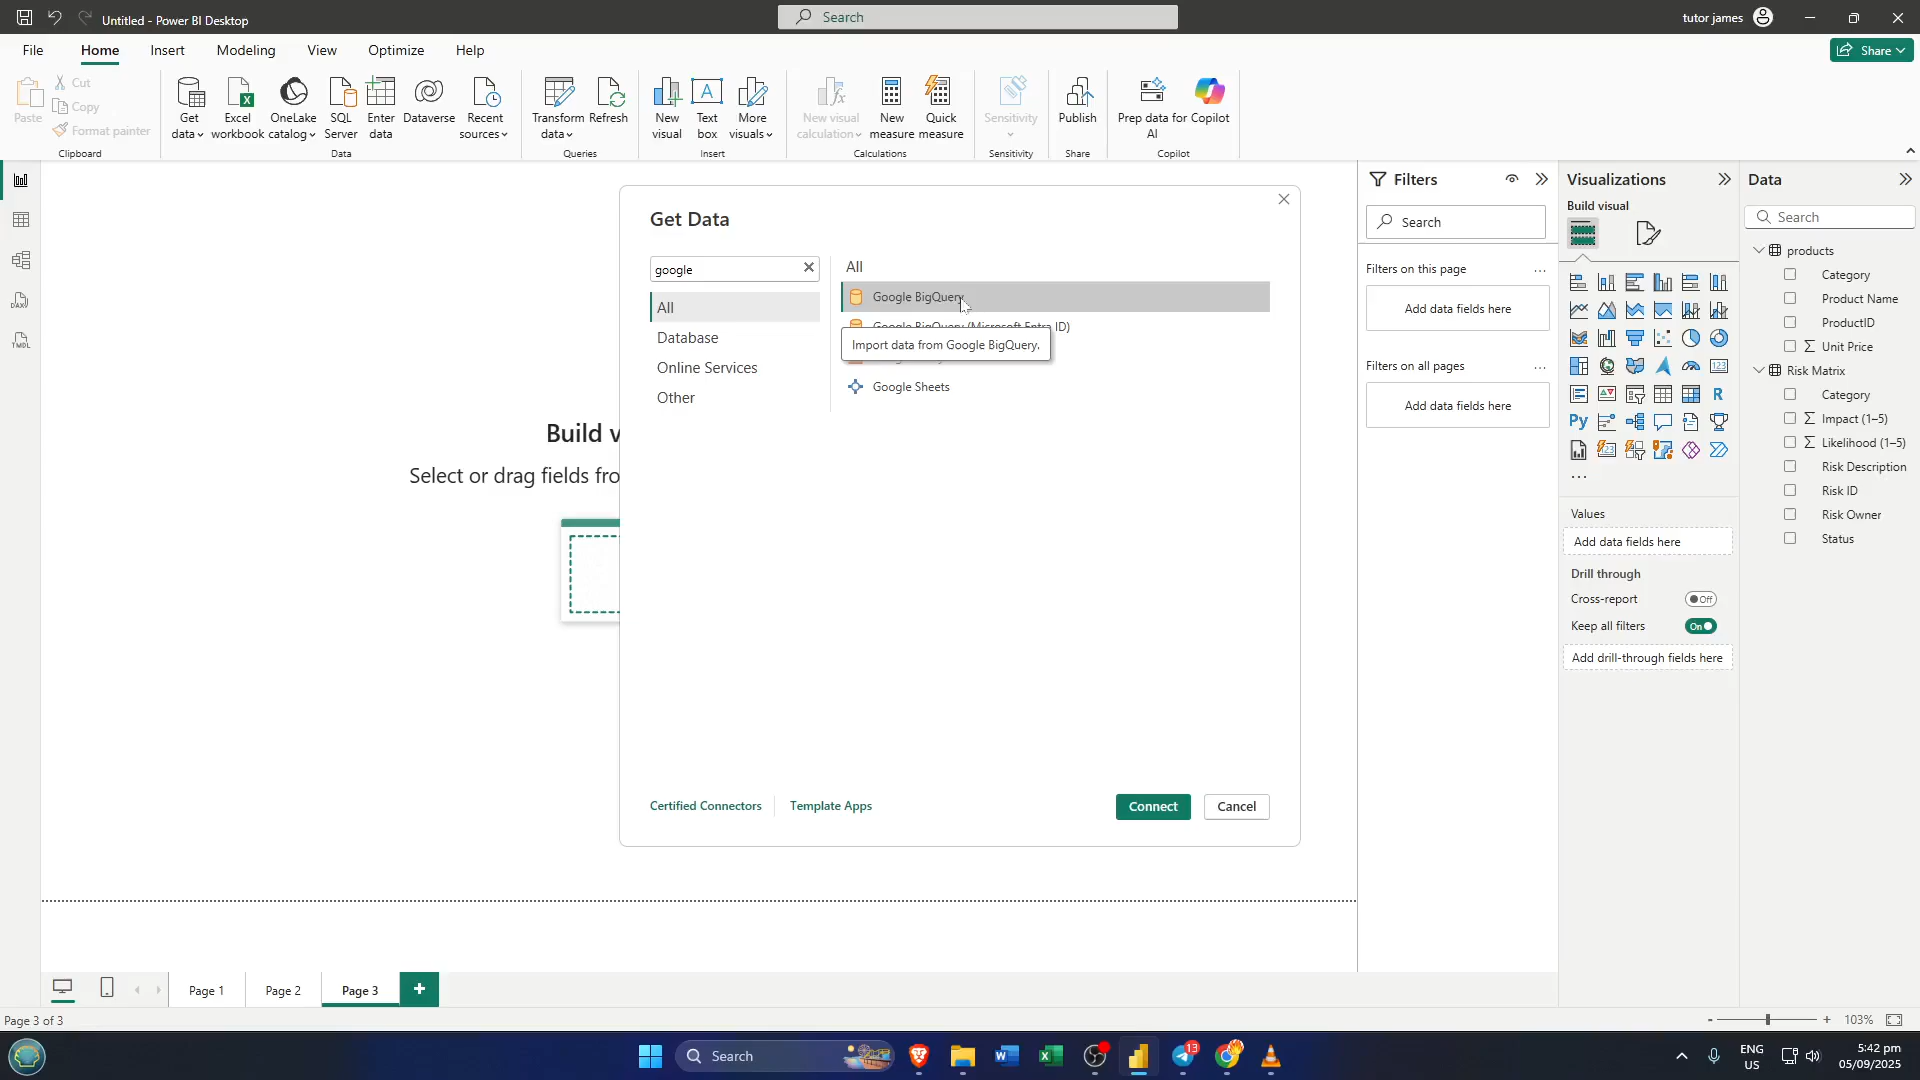 Untitled - Power BI Desktop
Search
tutor james
File
Home
Insert
Modeling
View
Optimize
Help
Share
Paste
Cut
Copy
Format painter
Clipboard
Get data
Excel workbook
OneLake catalog
SQL Server
Enter data
Dataverse
Recent sources
Data
Transform data
Refresh
Queries
New visual
Text box
More visuals
Insert
New visual calculation
New measure
Quick measure
Calculations
Sensitivity
Sensitivity
Publish
Share
Prep data for AI
Copilot
Copilot
Build v
Select or drag fields fro
Get Data
google
All
Database
Online Services
Other
All
Google BigQuery
Google BigQuery (Microsoft Entra ID)
Import data from Google BigQuery.
Google Sheets
Certified Connectors
Template Apps
Connect
Cancel
Filters
Search
Filters on this page
Add data fields here
Filters on all pages
Add data fields here
Visualizations
Build visual
Values
Add data fields here
Drill through
Cross-report
Off
Keep all filters
On
Add drill-through fields here
Data
Search
products
Category
Product Name
ProductID
Unit Price
Risk Matrix
Category
Impact (1–5)
Likelihood (1–5)
Risk Description
Risk ID
Risk Owner
Status
Page 1
Page 2
Page 3
Page 3 of 3
103%
Search
13
ENG
US
5:42 pm
05/09/2025